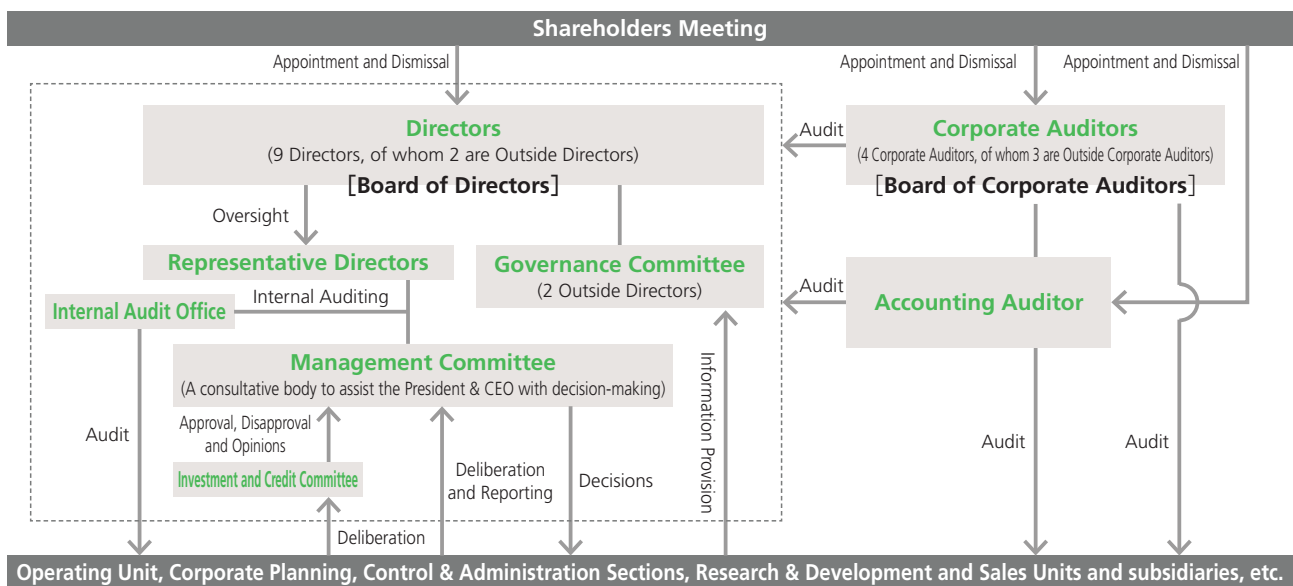 Shareholders Meeting
Appointment and Dismissal
Appointment and Dismissal
Appointment and Dismissal
Directors
(9 Directors, of whom 2 are Outside Directors)
[Board of Directors]
Audit
Corporate Auditors
(4 Corporate Auditors, of whom 3 are Outside Corporate Auditors)
[Board of Corporate Auditors]
Oversight
Representative Directors
Governance Committee
(2 Outside Directors)
Internal Auditing
Internal Audit Office
Audit
Accounting Auditor
Management Committee
(A consultative body to assist the President & CEO with decision-making)
Approval, Disapproval
and Opinions
Investment and Credit Committee
Audit
Deliberation
and Reporting
Decisions
Information Provision
Audit
Audit
Deliberation
Operating Unit, Corporate Planning, Control & Administration Sections, Research & Development and Sales Units and subsidiaries, etc.